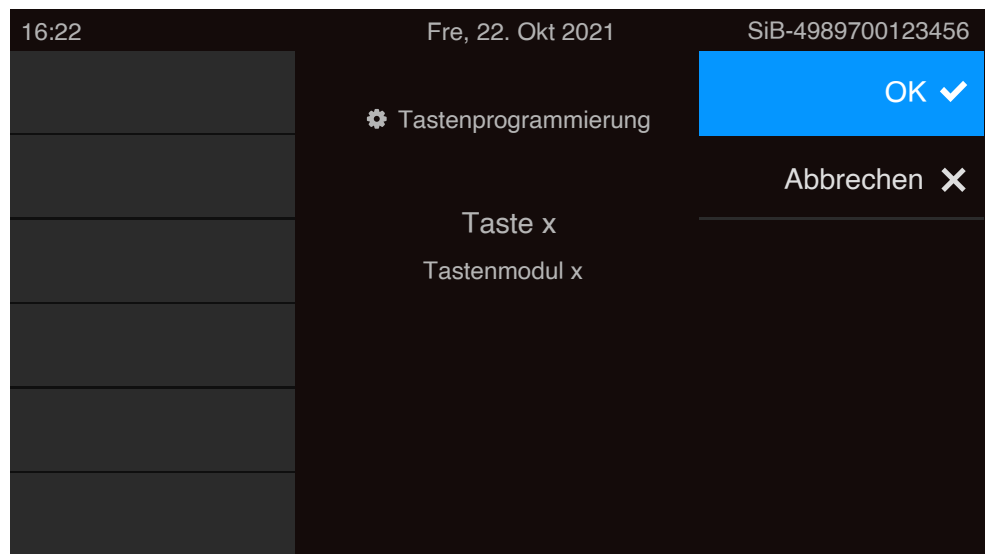 16:22 Fre, 22. Okt 2021 SiB-4989700123456
OK
Tastenprogrammierung
Abbrechen
Taste x
Tastenmodul x